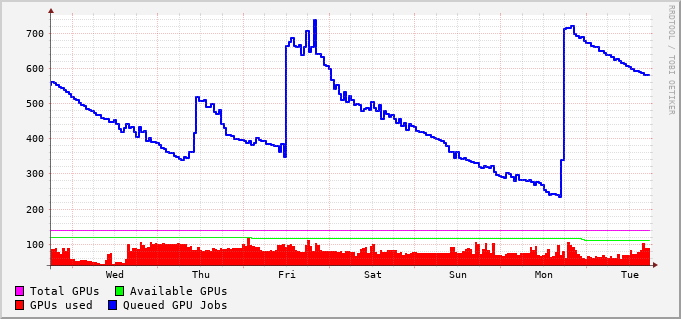 RRDTOOL / TOBI OETIKER
700
600
500
400
300
200
100
Wed Thu Fri Sat Sun Mon Tue
Total GPUs Available GPUs
GPUs used Queued GPU Jobs